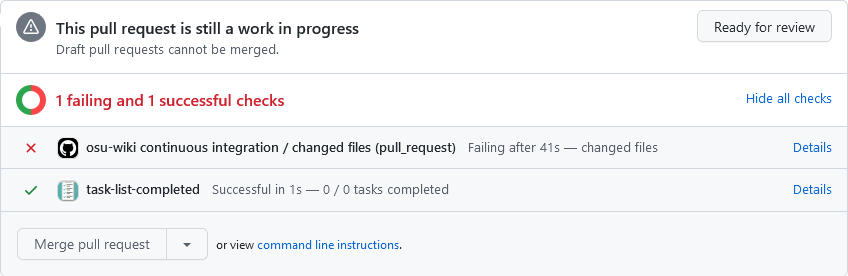 This pull request is still a work in progress
Draft pull requests cannot be merged.
Ready for review
1 failing and 1 successful checks
Hide all checks
osu-wiki continuous integration / changed files (pull_request) Failing after 41s — changed files
Details
task-list-completed Successful in 1s — 0 / 0 tasks completed
Details
Merge pull request
or view command line instructions.